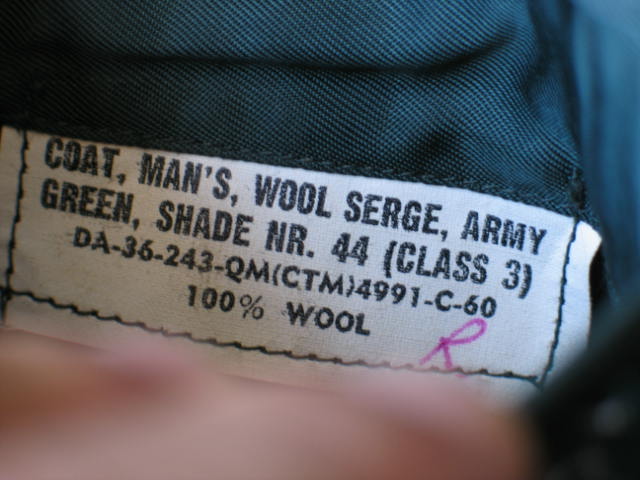 COAT, MAN'S, WOOL SERGE, ARMY
GREEN, SHADE NR. 44 (CLASS 3)
DA-36-243-QM(CTM)4991-C-60
100% WOOL
R